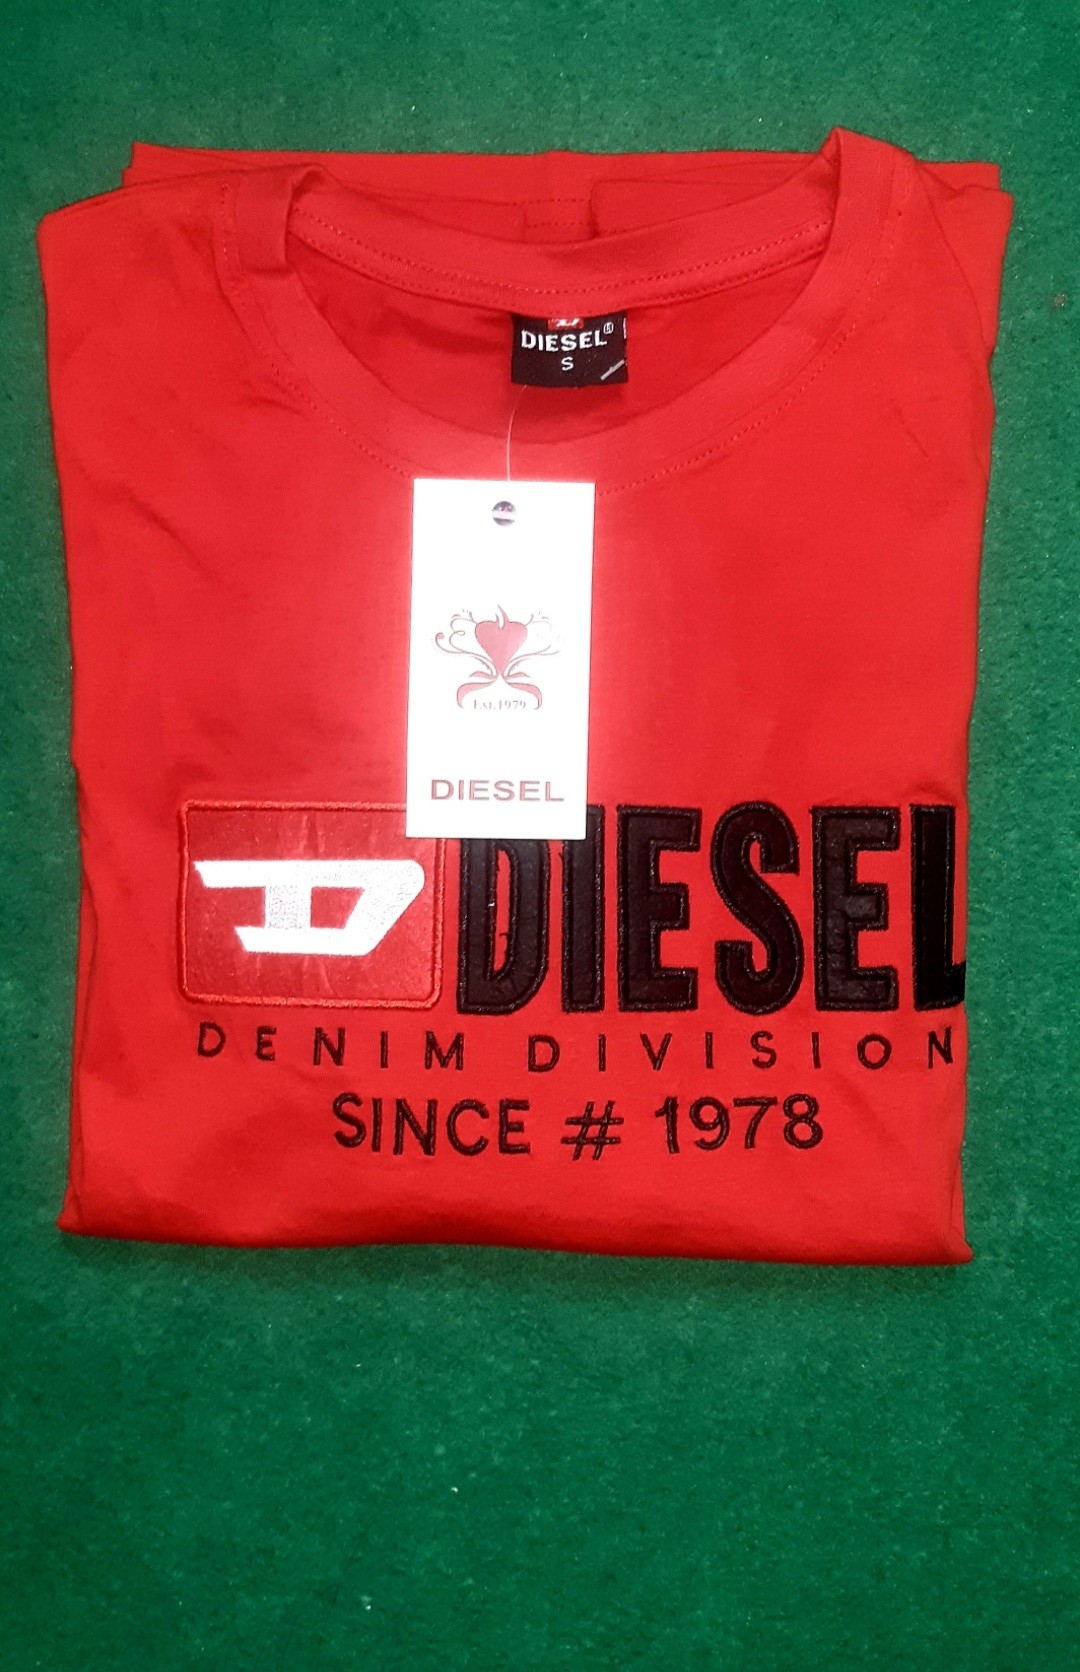 DIESEL®
S
Est.1979
DIESEL
D DIESEL
DENIM DIVISION
SINCE # 1978